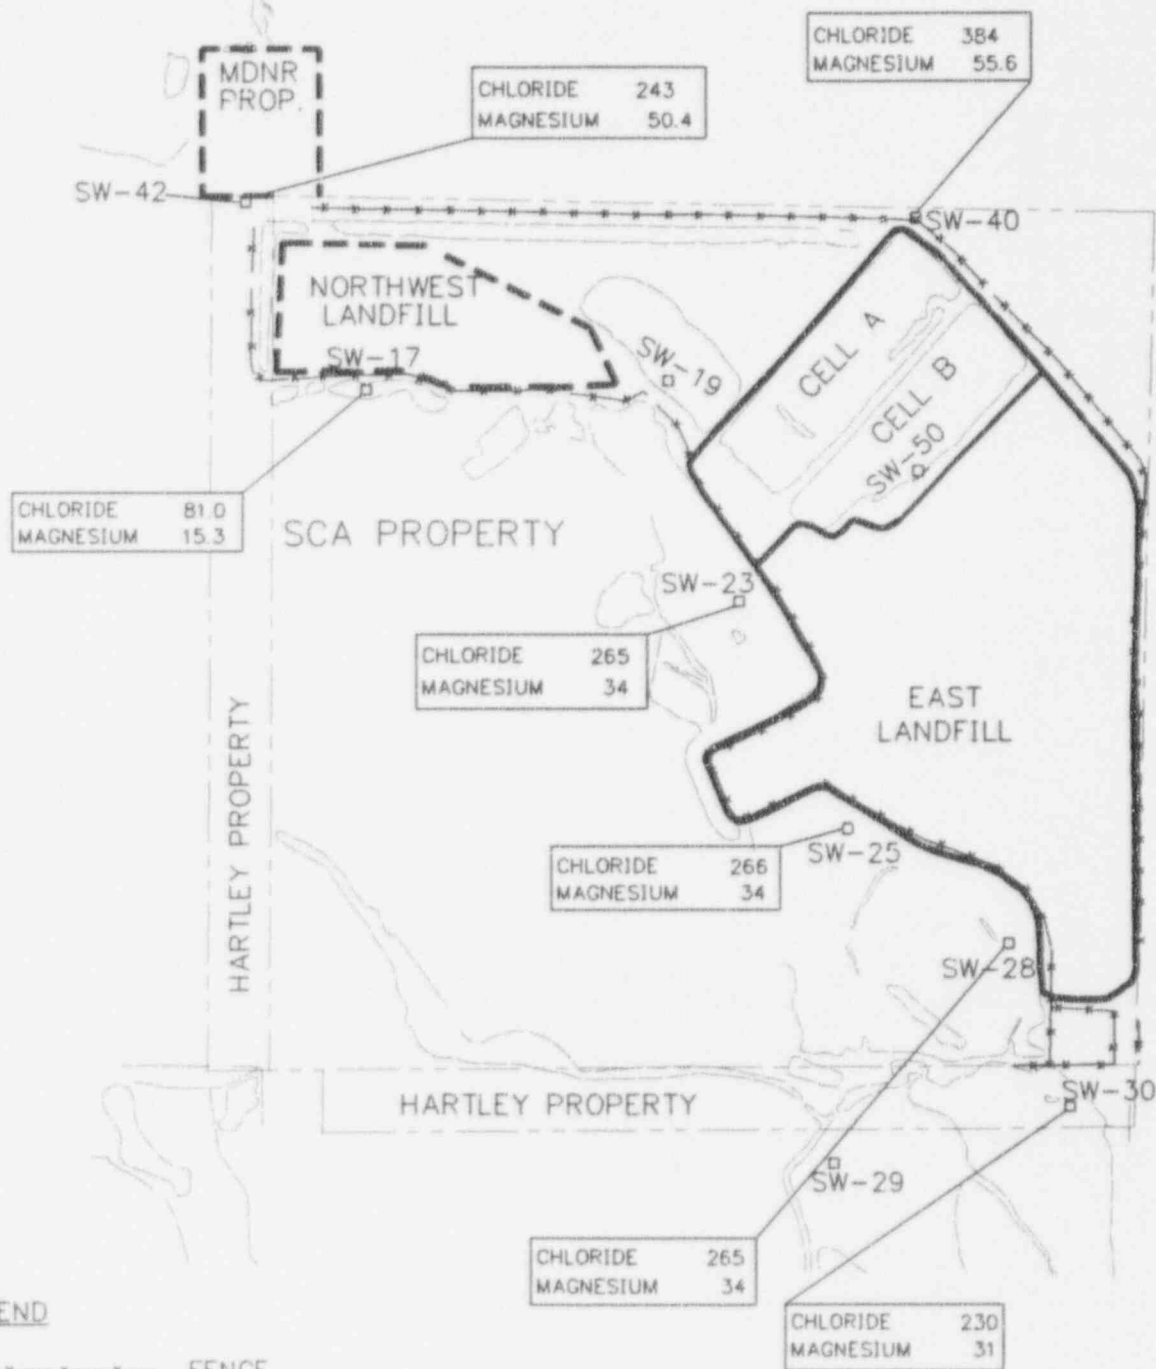 CHLORIDE 384
MAGNESIUM 55.6
MDNR
PROP.
CHLORIDE 243
MAGNESIUM 50.4
SW-42
SW-40
NORTHWEST
LANDFILL
SW-17
SW-19
CELL A
CELL B
SW-50
CHLORIDE 81.0
MAGNESIUM 15.3
SCA PROPERTY
SW-23
CHLORIDE 265
MAGNESIUM 34
EAST
LANDFILL
HARTLEY PROPERTY
SW-25
CHLORIDE 266
MAGNESIUM 34
SW-28
HARTLEY PROPERTY
SW-30
SW-29
CHLORIDE 265
MAGNESIUM 34
CHLORIDE 230
MAGNESIUM 31
END
FENCE